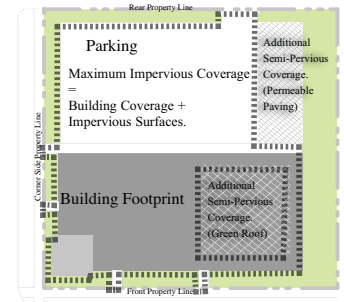 Rear Property Line
Parking
Maximum Impervious Coverage
=
Building Coverage +
Impervious Surfaces.
Additional
Semi-Pervious
Coverage.
(Permeable
Paving)
Corner Side Property Line
Building Footprint
Additional
Semi-Pervious
Coverage.
(Green Roof)
Front Property Line